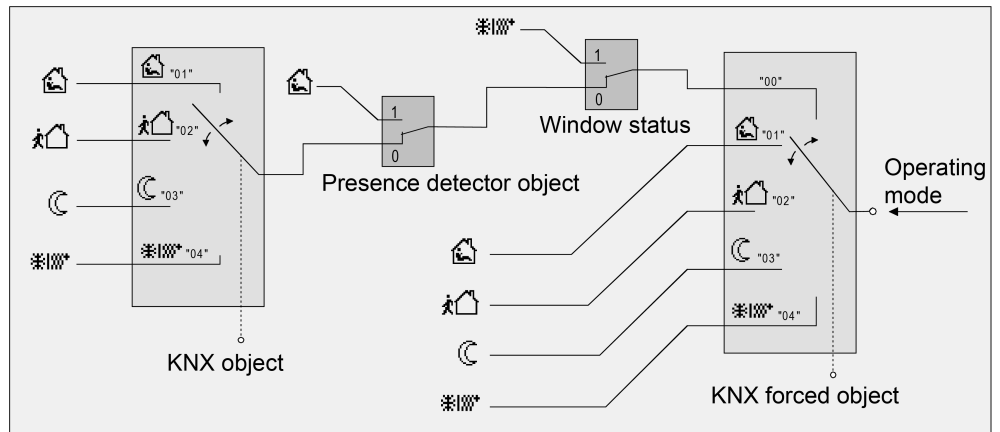 "01"
"02"
"03"
"04"
KNX object
1
0
Presence detector object
1
0
Window status
"00"
"01"
"02"
"03"
"04"
KNX forced object
Operating
mode